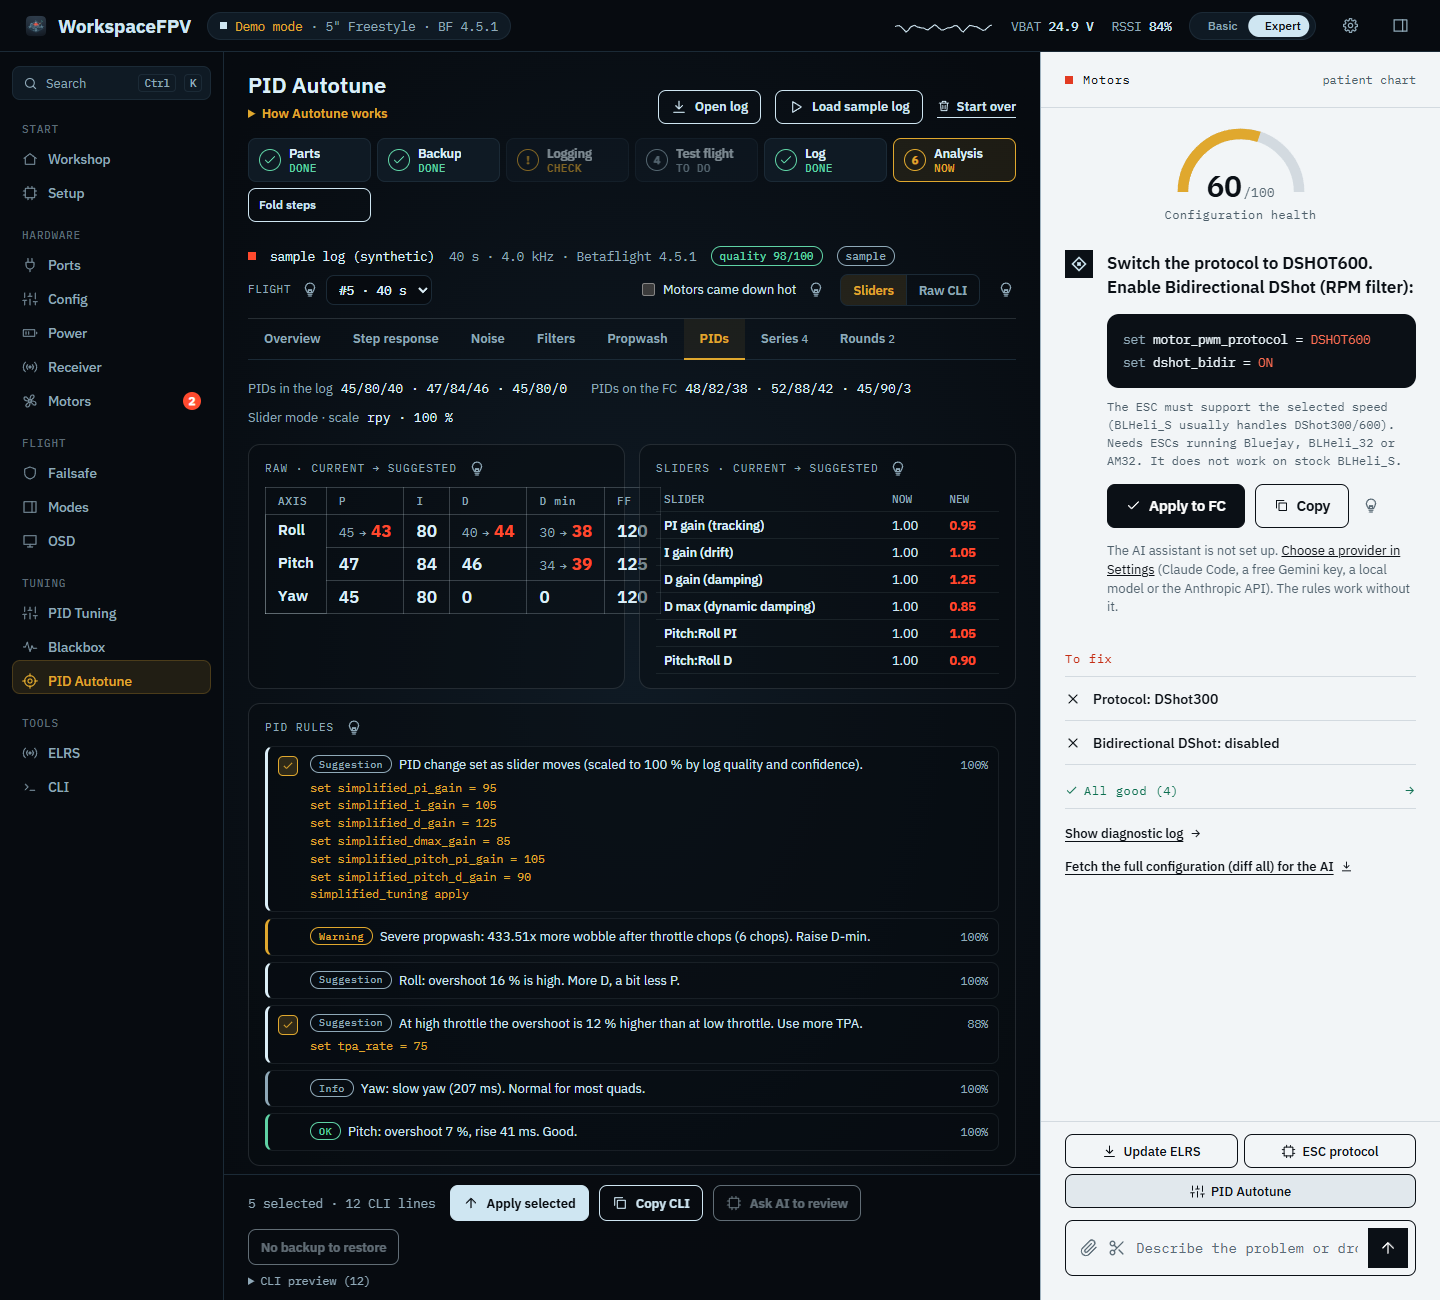 WorkspaceFPV
Demo mode · 5" Freestyle · BF 4.5.1
VBAT 24.9 V RSSI 84% Basic Expert
Search Ctrl K
START
Workshop
Setup
HARDWARE
Ports
Config
Power
Receiver
Motors 2
FLIGHT
Failsafe
Modes
OSD
TUNING
PID Tuning
Blackbox
PID Autotune
TOOLS
ELRS
CLI
PID Autotune
How Autotune works
Open log Load sample log Start over
Parts DONE
Backup DONE
! Logging CHECK
4 Test flight TO DO
Log DONE
6 Analysis NOW
Fold steps
sample log (synthetic) 40 s · 4.0 kHz · Betaflight 4.5.1 quality 98/100 sample
FLIGHT #5 · 40 s Motors came down hot Sliders Raw CLI
Overview Step response Noise Filters Propwash PIDs Series 4 Rounds 2
PIDs in the log 45/80/40 · 47/84/46 · 45/80/0 PIDs on the FC 48/82/38 · 52/88/42 · 45/90/3
Slider mode · scale rpy · 100 %
RAW · CURRENT → SUGGESTED
AXIS P I D D min FF
Roll 45 → 43 80 40 → 44 30 → 38 120
Pitch 47 84 46 34 → 39 125
Yaw 45 80 0 0 120
SLIDERS · CURRENT → SUGGESTED
SLIDER NOW NEW
PI gain (tracking) 1.00 0.95
I gain (drift) 1.00 1.05
D gain (damping) 1.00 1.25
D max (dynamic damping) 1.00 0.85
Pitch:Roll PI 1.00 1.05
Pitch:Roll D 1.00 0.90
PID RULES
Suggestion PID change set as slider moves (scaled to 100 % by log quality and confidence). 100%
set simplified_pi_gain = 95
set simplified_i_gain = 105
set simplified_d_gain = 125
set simplified_dmax_gain = 85
set simplified_pitch_pi_gain = 105
set simplified_pitch_d_gain = 90
simplified_tuning apply
Warning Severe propwash: 433.51x more wobble after throttle chops (6 chops). Raise D-min. 100%
Suggestion Roll: overshoot 16 % is high. More D, a bit less P. 100%
Suggestion At high throttle the overshoot is 12 % higher than at low throttle. Use more TPA. 88%
set tpa_rate = 75
Info Yaw: slow yaw (207 ms). Normal for most quads. 100%
OK Pitch: overshoot 7 %, rise 41 ms. Good. 100%
5 selected · 12 CLI lines Apply selected Copy CLI Ask AI to review
No backup to restore
CLI preview (12)
Motors patient chart
60/100
Configuration health
Switch the protocol to DSHOT600.
Enable Bidirectional DShot (RPM filter):
set motor_pwm_protocol = DSHOT600
set dshot_bidir = ON
The ESC must support the selected speed
(BLHeli_S usually handles DShot300/600).
Needs ESCs running Bluejay, BLHeli_32 or
AM32. It does not work on stock BLHeli_S.
Apply to FC Copy
The AI assistant is not set up. Choose a provider in
Settings (Claude Code, a free Gemini key, a local
model or the Anthropic API). The rules work without
it.
To fix
Protocol: DShot300
Bidirectional DShot: disabled
All good (4) →
Show diagnostic log →
Fetch the full configuration (diff all) for the AI
Update ELRS ESC protocol
PID Autotune
Describe the problem or dro